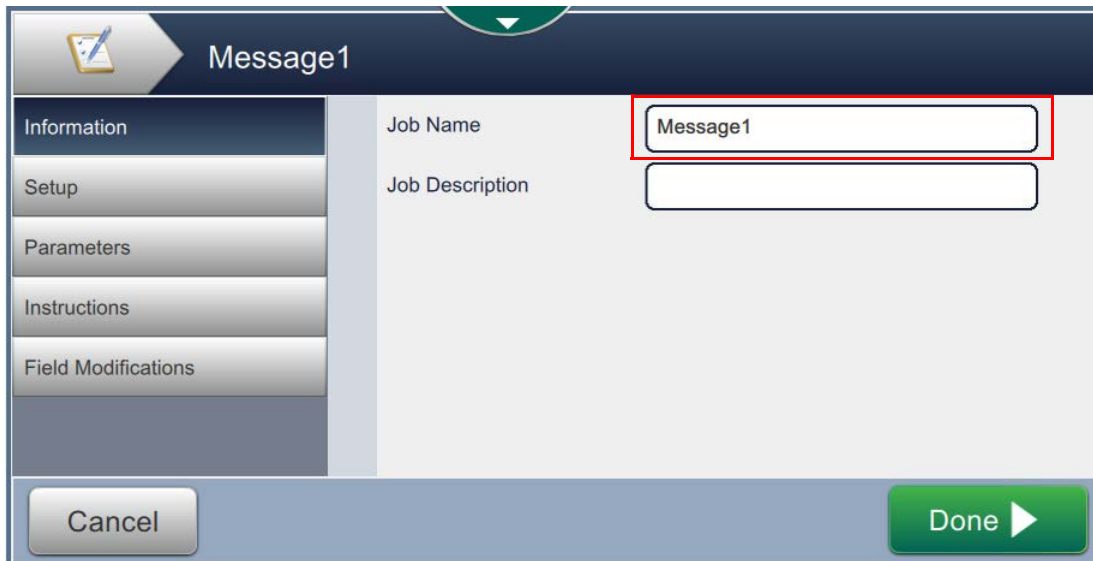 Message1
Information
Setup
Parameters
Instructions
Field Modifications
Job Name
Message1
Job Description
Cancel
Done